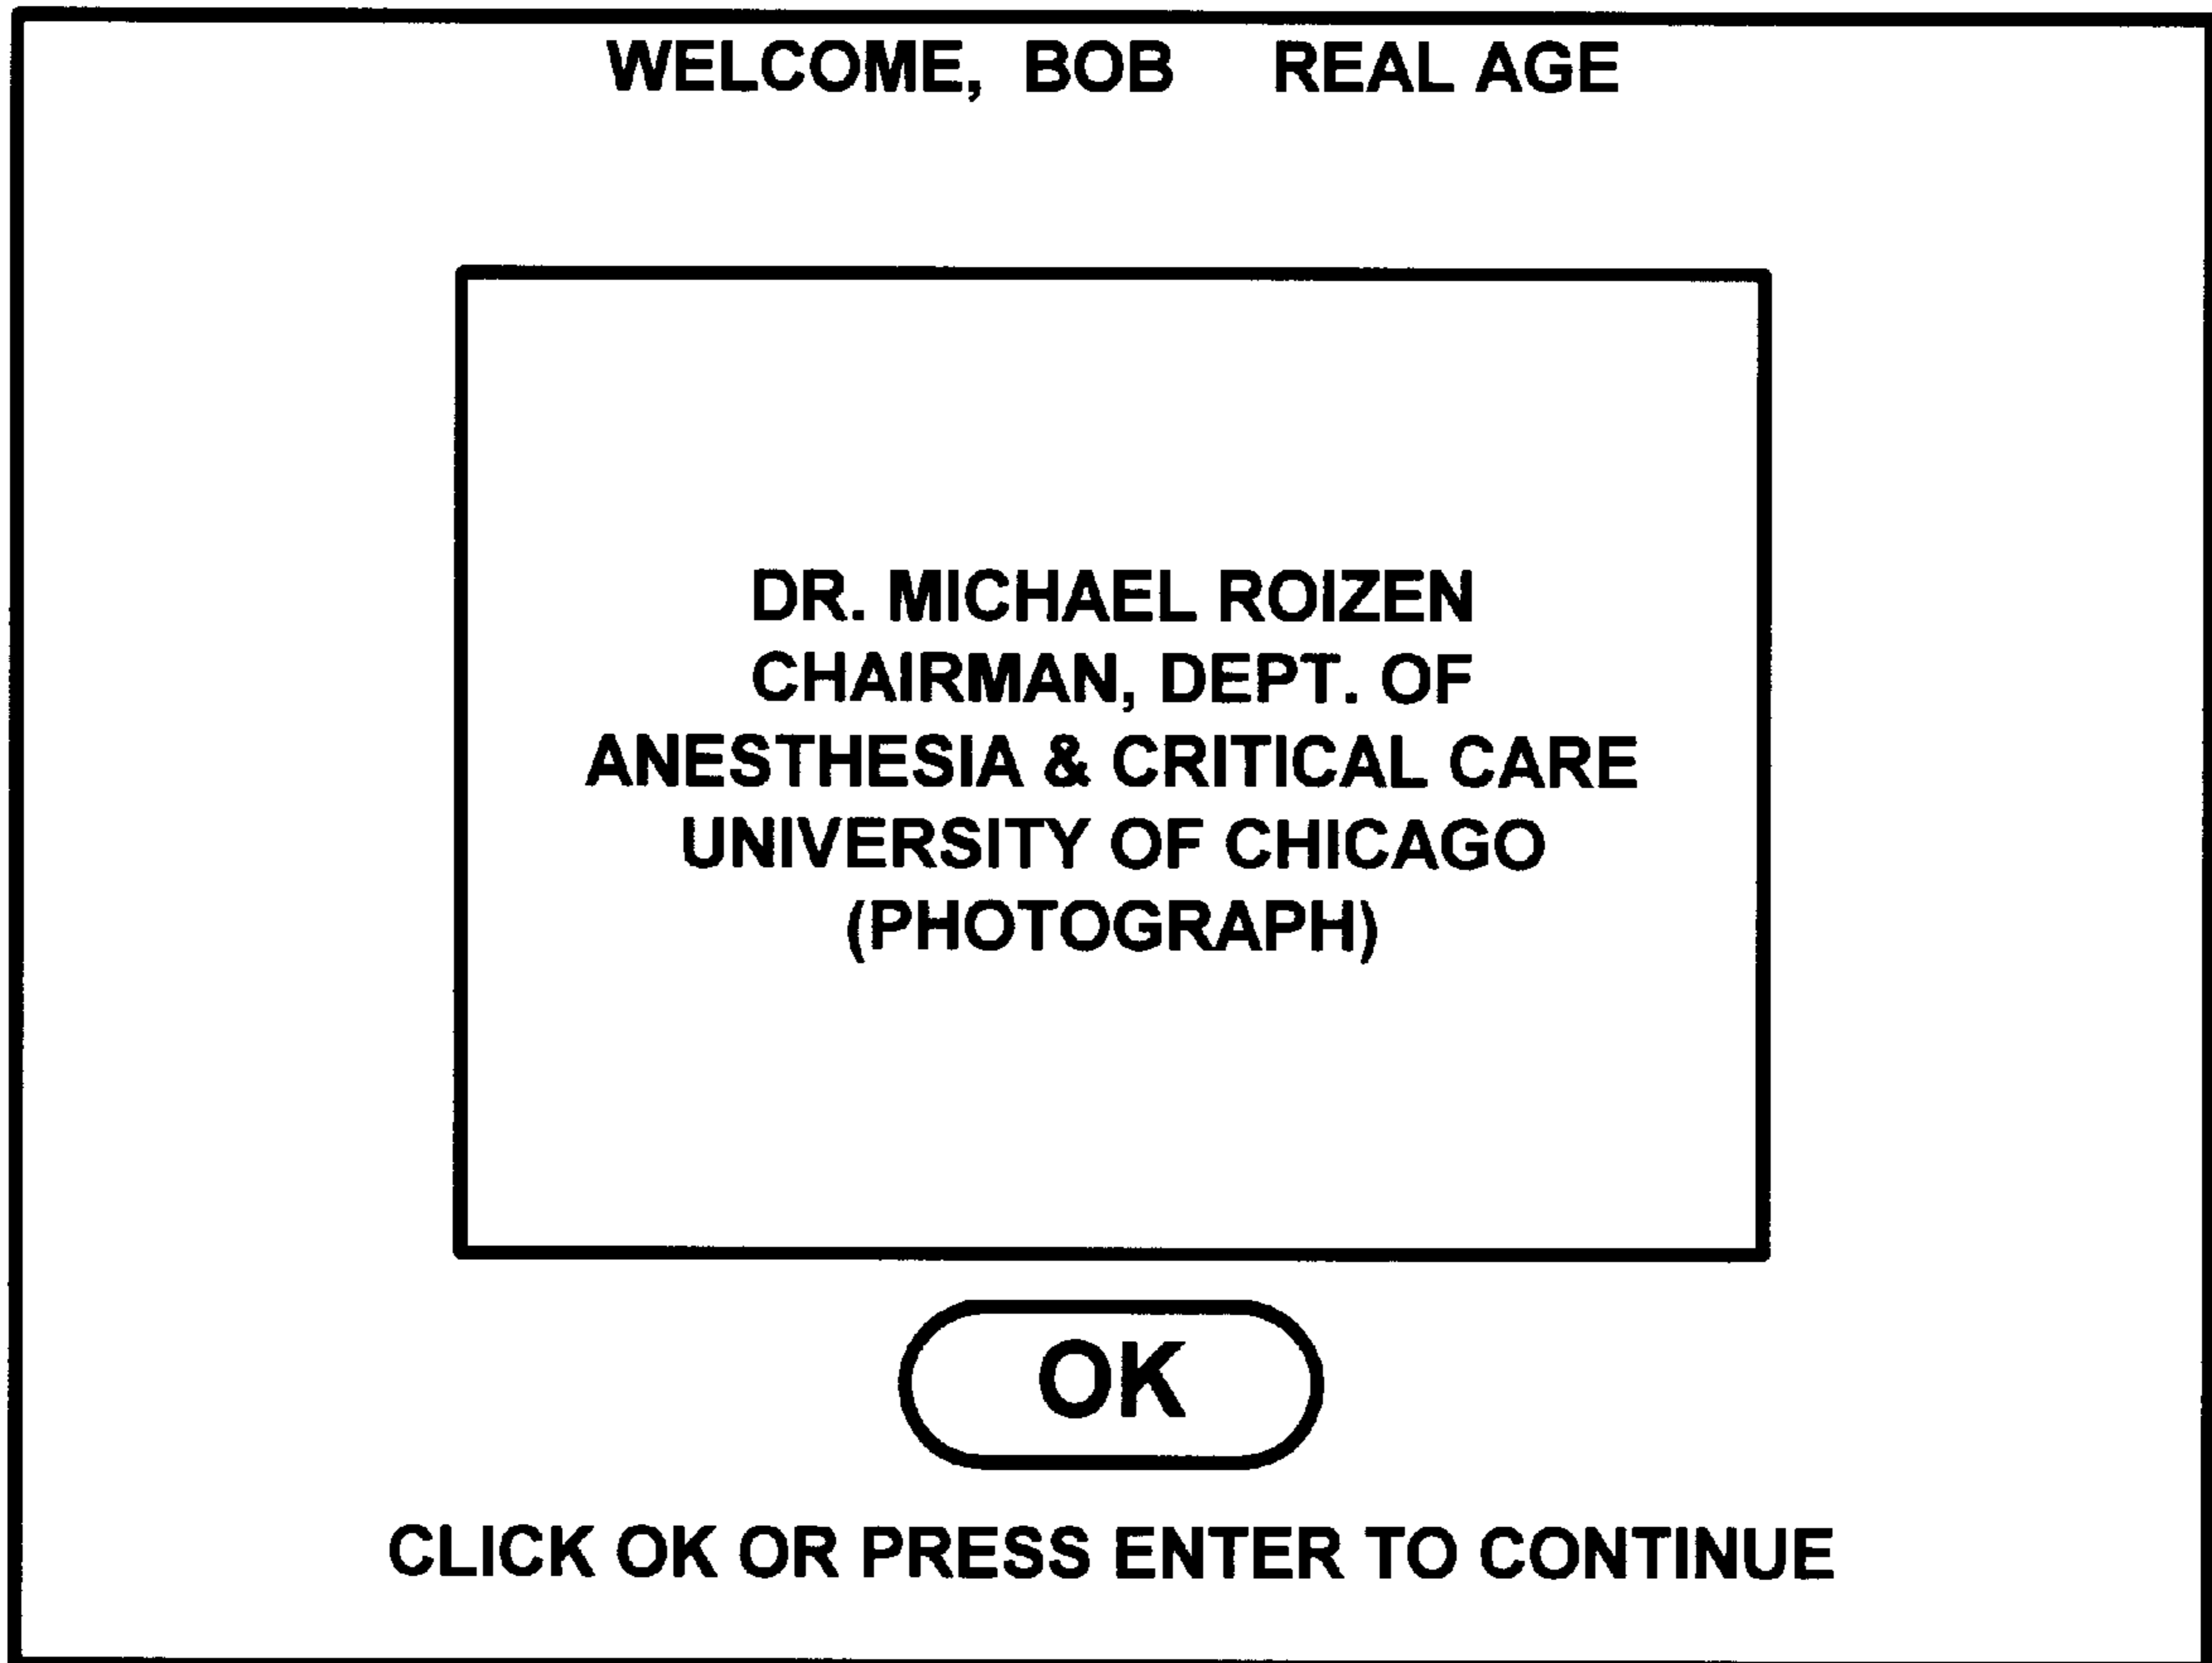 WELCOME, BOB REAL AGE
DR. MICHAEL ROIZEN
CHAIRMAN, DEPT. OF
ANESTHESIA & CRITICAL CARE
UNIVERSITY OF CHICAGO
(PHOTOGRAPH)
OK
CLICK OK OR PRESS ENTER TO CONTINUE